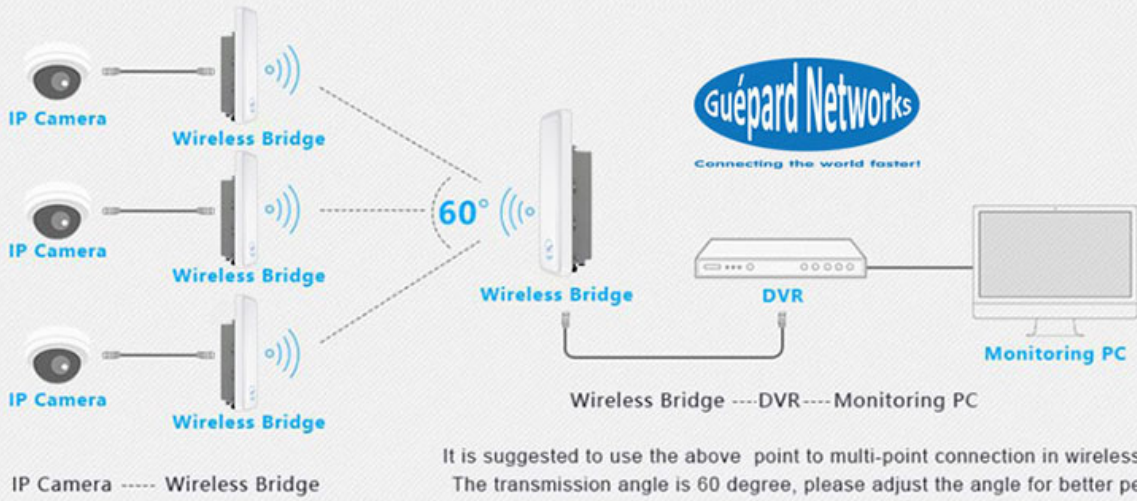 IP Camera
Wireless Bridge
IP Camera
Wireless Bridge
IP Camera
Wireless Bridge
60°
Wireless Bridge
Guépard Networks
Connecting the world faster!
DVR
Monitoring PC
Wireless Bridge ----DVR---- Monitoring PC
IP Camera ----- Wireless Bridge
It is suggested to use the above point to multi-point connection in wireless
The transmission angle is 60 degree, please adjust the angle for better pe